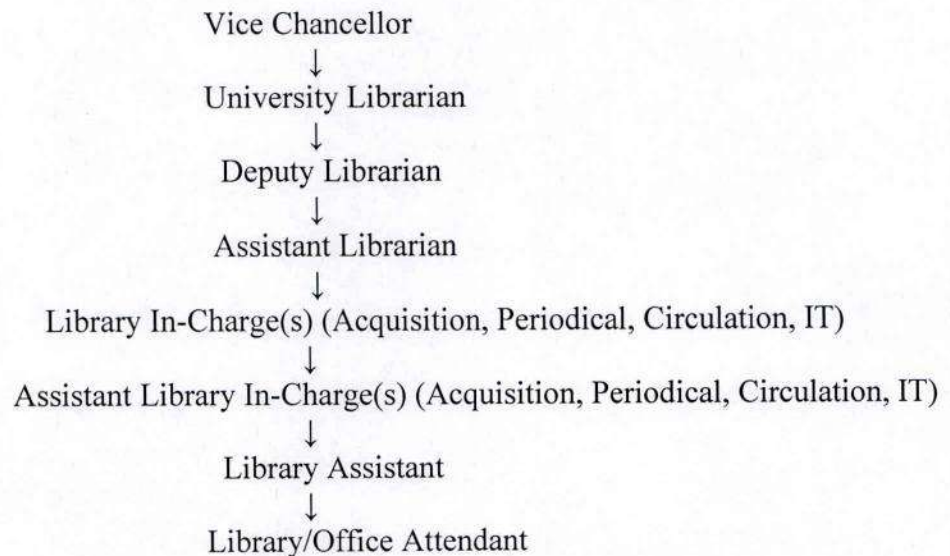 Vice Chancellor
↓
University Librarian
↓
Deputy Librarian
↓
Assistant Librarian
↓
Library In-Charge(s) (Acquisition, Periodical, Circulation, IT)
↓
Assistant Library In-Charge(s) (Acquisition, Periodical, Circulation, IT)
↓
Library Assistant
↓
Library/Office Attendant